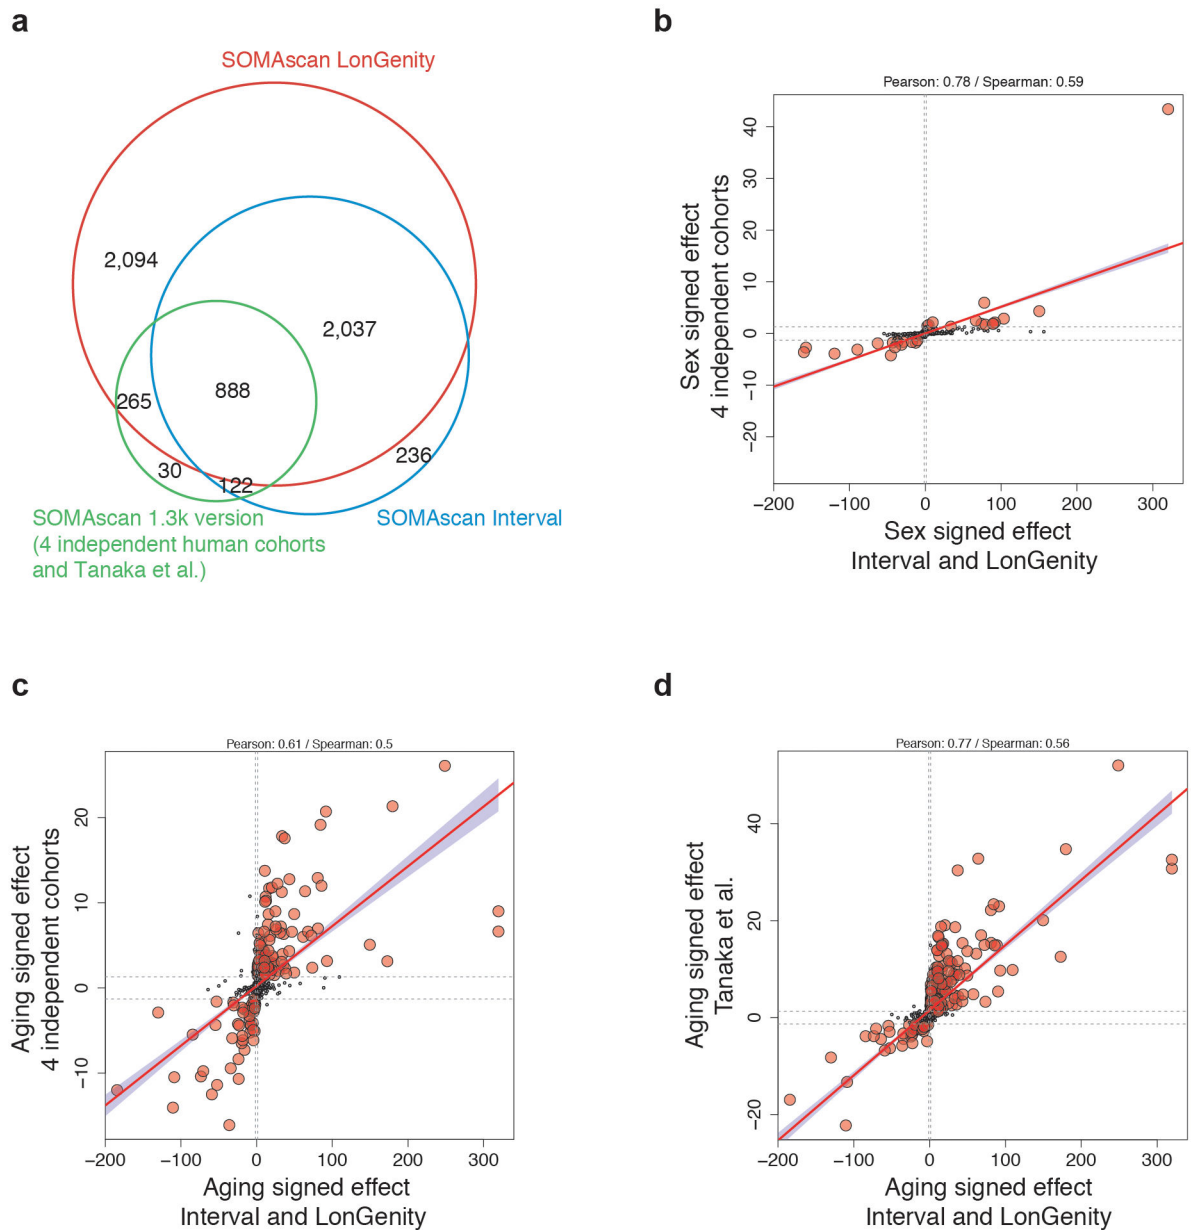 a
SOMAscan LonGenity
2,094
2,037
888
265
236
30
122
SOMAscan 1.3k version
(4 independent human cohorts
and Tanaka et al.)
SOMAscan Interval
b
Pearson: 0.78 / Spearman: 0.59
Sex signed effect
4 independent cohorts
40
30
20
10
0
−10
−20
−200
−100
0
100
200
300
Sex signed effect
Interval and LonGenity
c
Pearson: 0.61 / Spearman: 0.5
Aging signed effect
4 independent cohorts
20
10
0
−10
−200
−100
0
100
200
300
Aging signed effect
Interval and LonGenity
d
Pearson: 0.77 / Spearman: 0.56
Aging signed effect
Tanaka et al.
40
20
0
−20
−200
−100
0
100
200
300
Aging signed effect
Interval and LonGenity